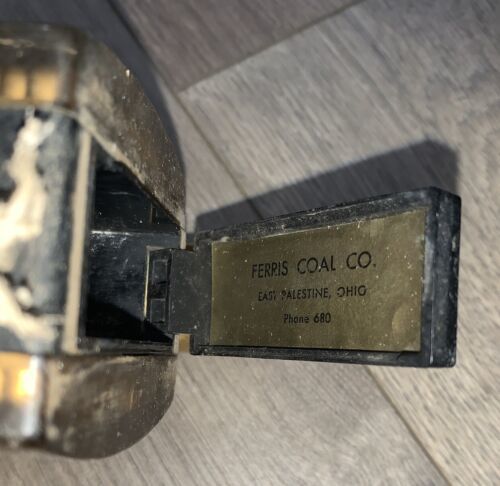 FERRIS COAL CO.
EAST PALESTINE, OHIO
Phone 680